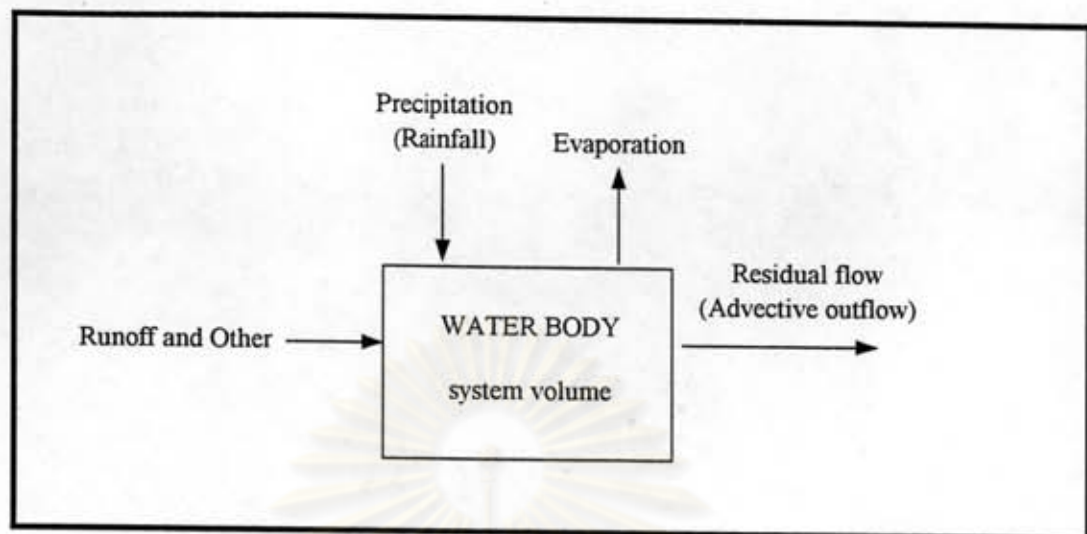 Precipitation
(Rainfall)
Evaporation
Residual flow
(Advective outflow)
Runoff and Other
WATER BODY
system volume